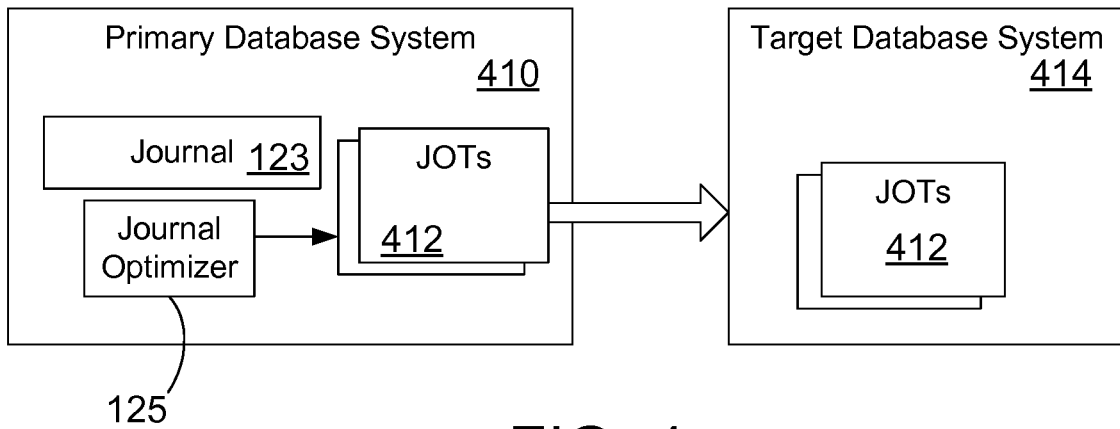 Primary Database System
410
Journal 123
Journal
Optimizer
JOTs
412
125
Target Database System
414
JOTs
412